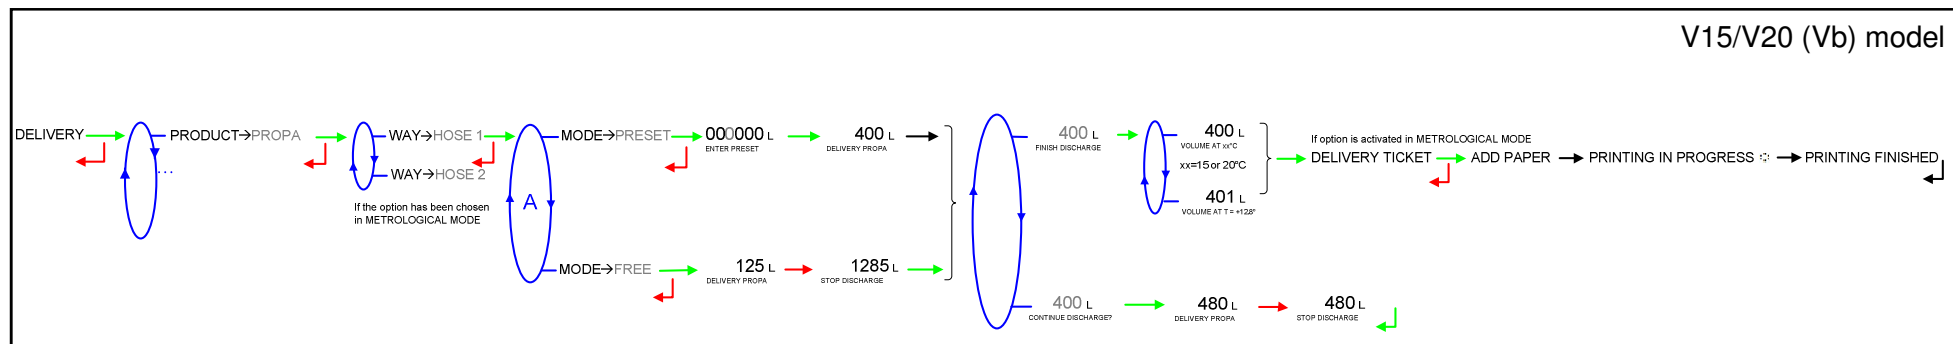 V15/V20 (Vb) model
DELIVERY
PRODUCT→PROPA
...
WAY→HOSE 1
WAY→HOSE 2
If the option has been chosen
in METROLOGICAL MODE
A
MODE→PRESET
000000 L
ENTER PRESET
400 L
DELIVERY PROPA
MODE→FREE
125 L
DELIVERY PROPA
1285 L
STOP DISCHARGE
400 L
FINISH DISCHARGE
400 L
VOLUME AT xx°C
xx=15 or 20°C
401 L
VOLUME AT T = +12.8°
If option is activated in METROLOGICAL MODE
DELIVERY TICKET
ADD PAPER
PRINTING IN PROGRESS
PRINTING FINISHED
400 L
CONTINUE DISCHARGE?
480 L
DELIVERY PROPA
480 L
STOP DISCHARGE